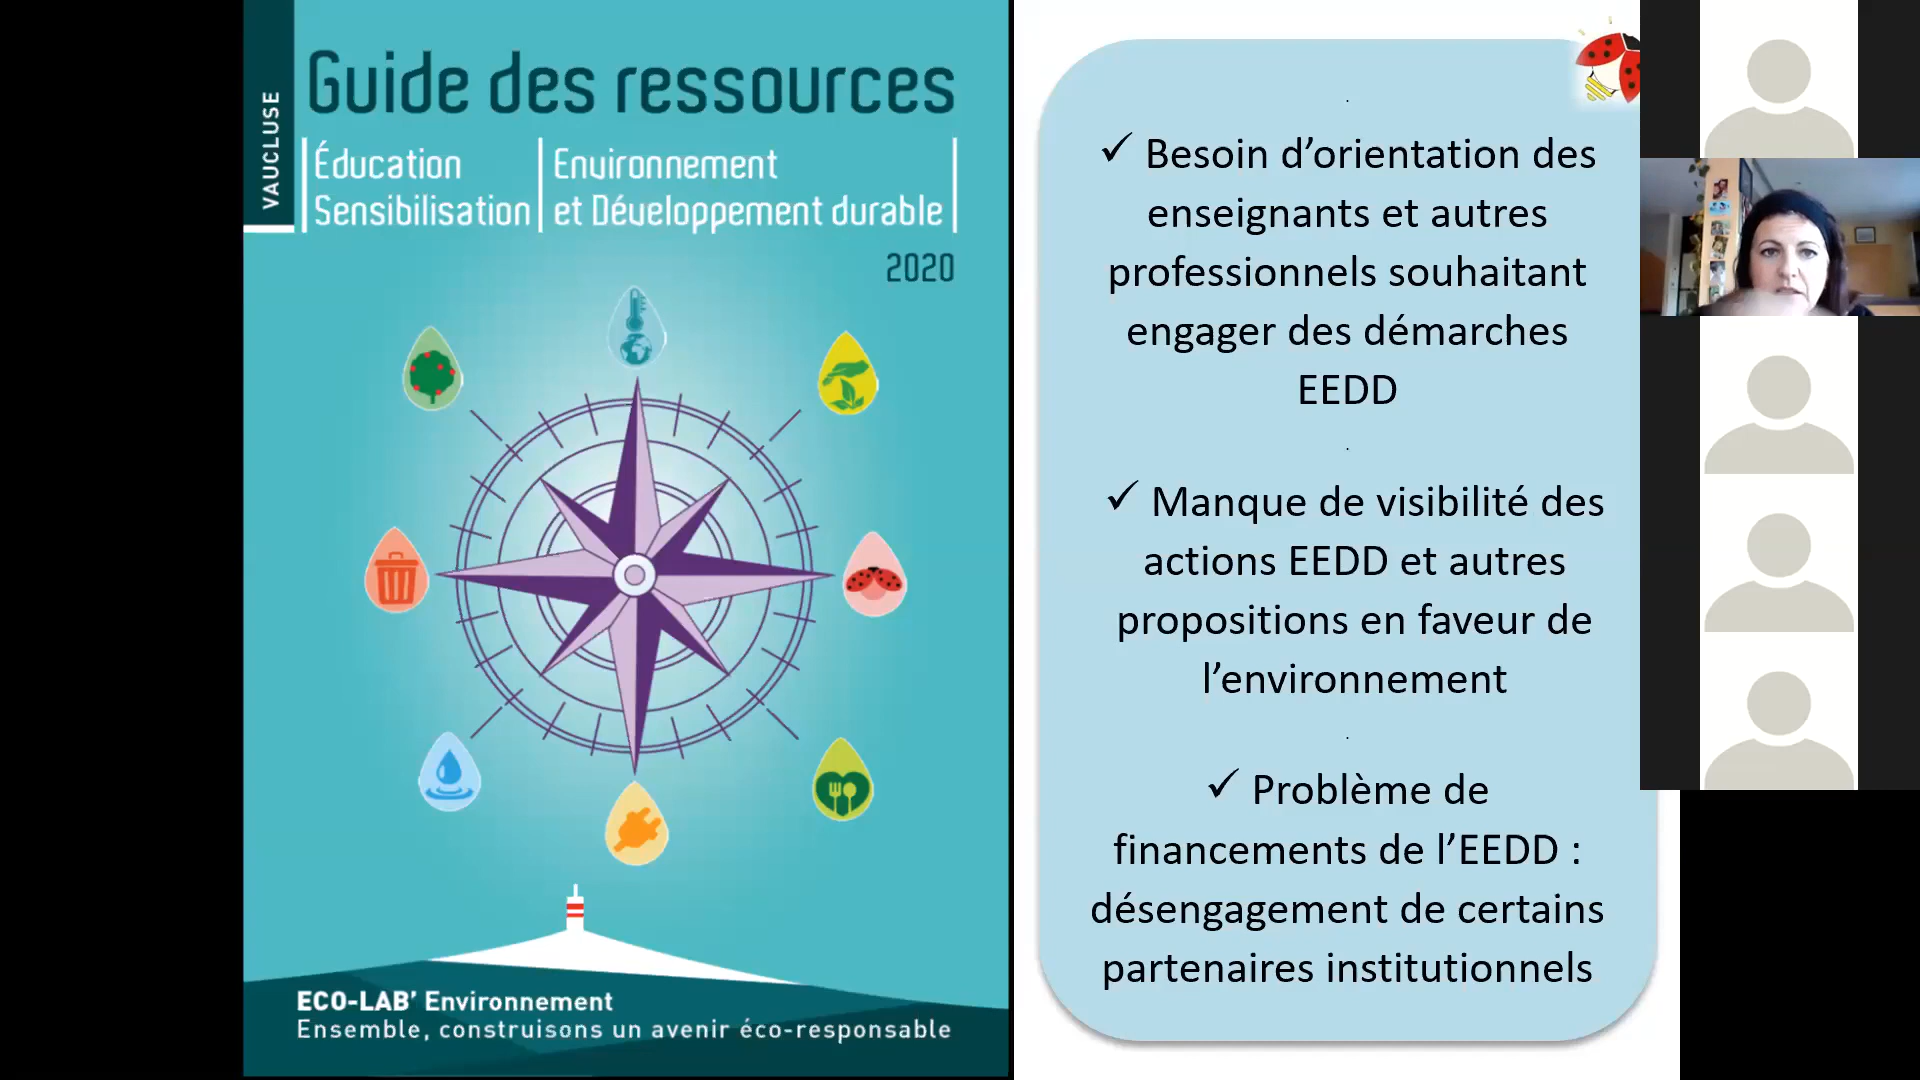 VAUCLUSE
Guide des ressources
Éducation
Sensibilisation
Environnement
et Développement durable
2020
ECO-LAB' Environnement
Ensemble, construisons un avenir éco-responsable
✓ Besoin d’orientation des
enseignants et autres
professionnels souhaitant
engager des démarches
EEDD
✓ Manque de visibilité des
actions EEDD et autres
propositions en faveur de
l’environnement
✓ Problème de
financements de l’EEDD :
désengagement de certains
partenaires institutionnels